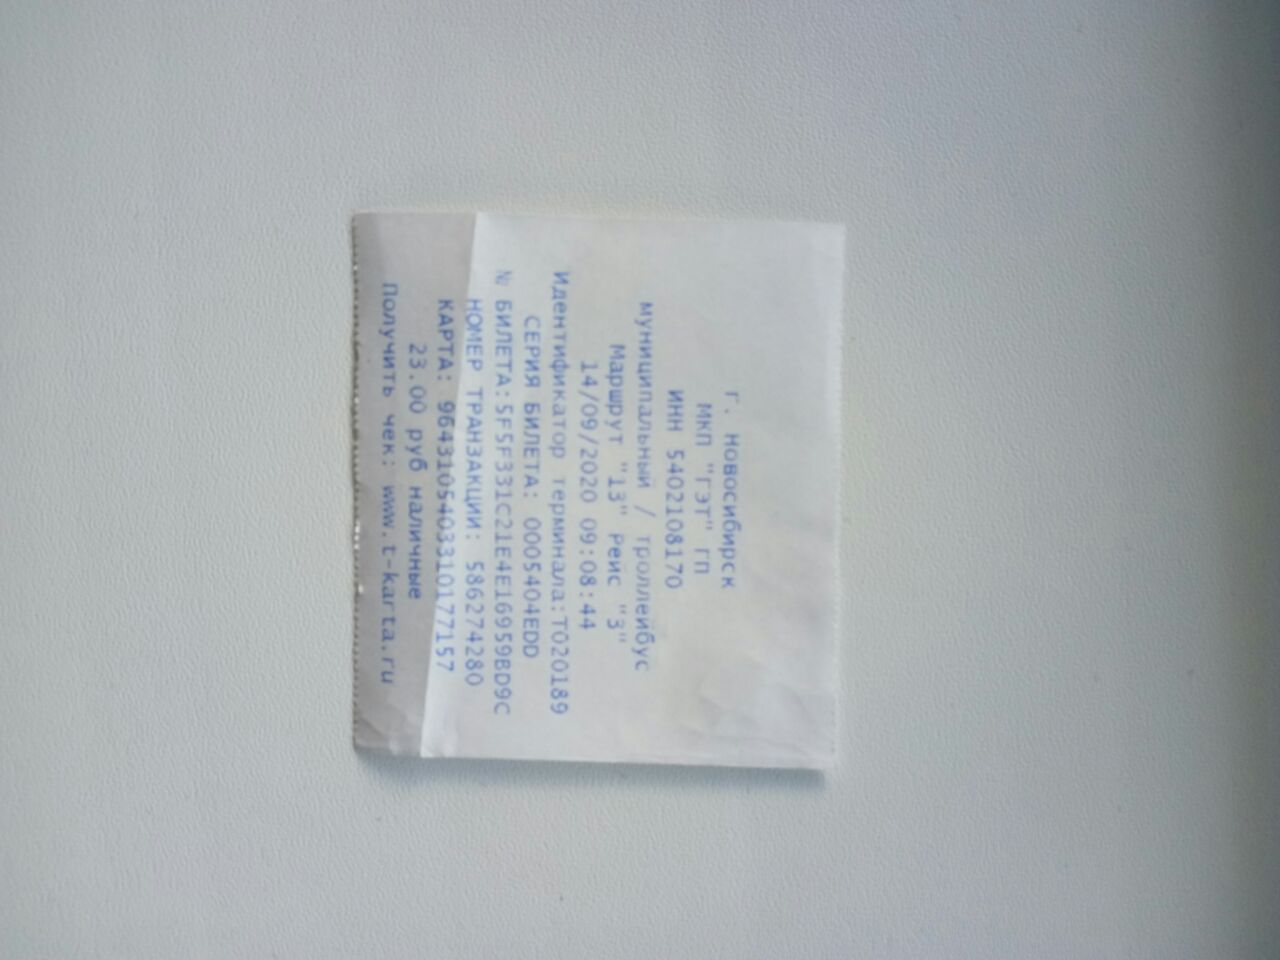 г. Новосибирск
МКП "ГЭТ" ГП
ИНН 5402108170
муниципальный / троллейбус
Маршрут "13" Рейс "3"
14/09/2020 09:08:44
Идентификатор терминала:T020189
СЕРИЯ БИЛЕТА: 0005404EDD
№ БИЛЕТА:5F5F331C21E4E16959BD9C
НОМЕР ТРАНЗАКЦИИ: 586274280
КАРТА: 9643105403310177157
23.00 руб наличные
Получить чек: www.t-karta.ru